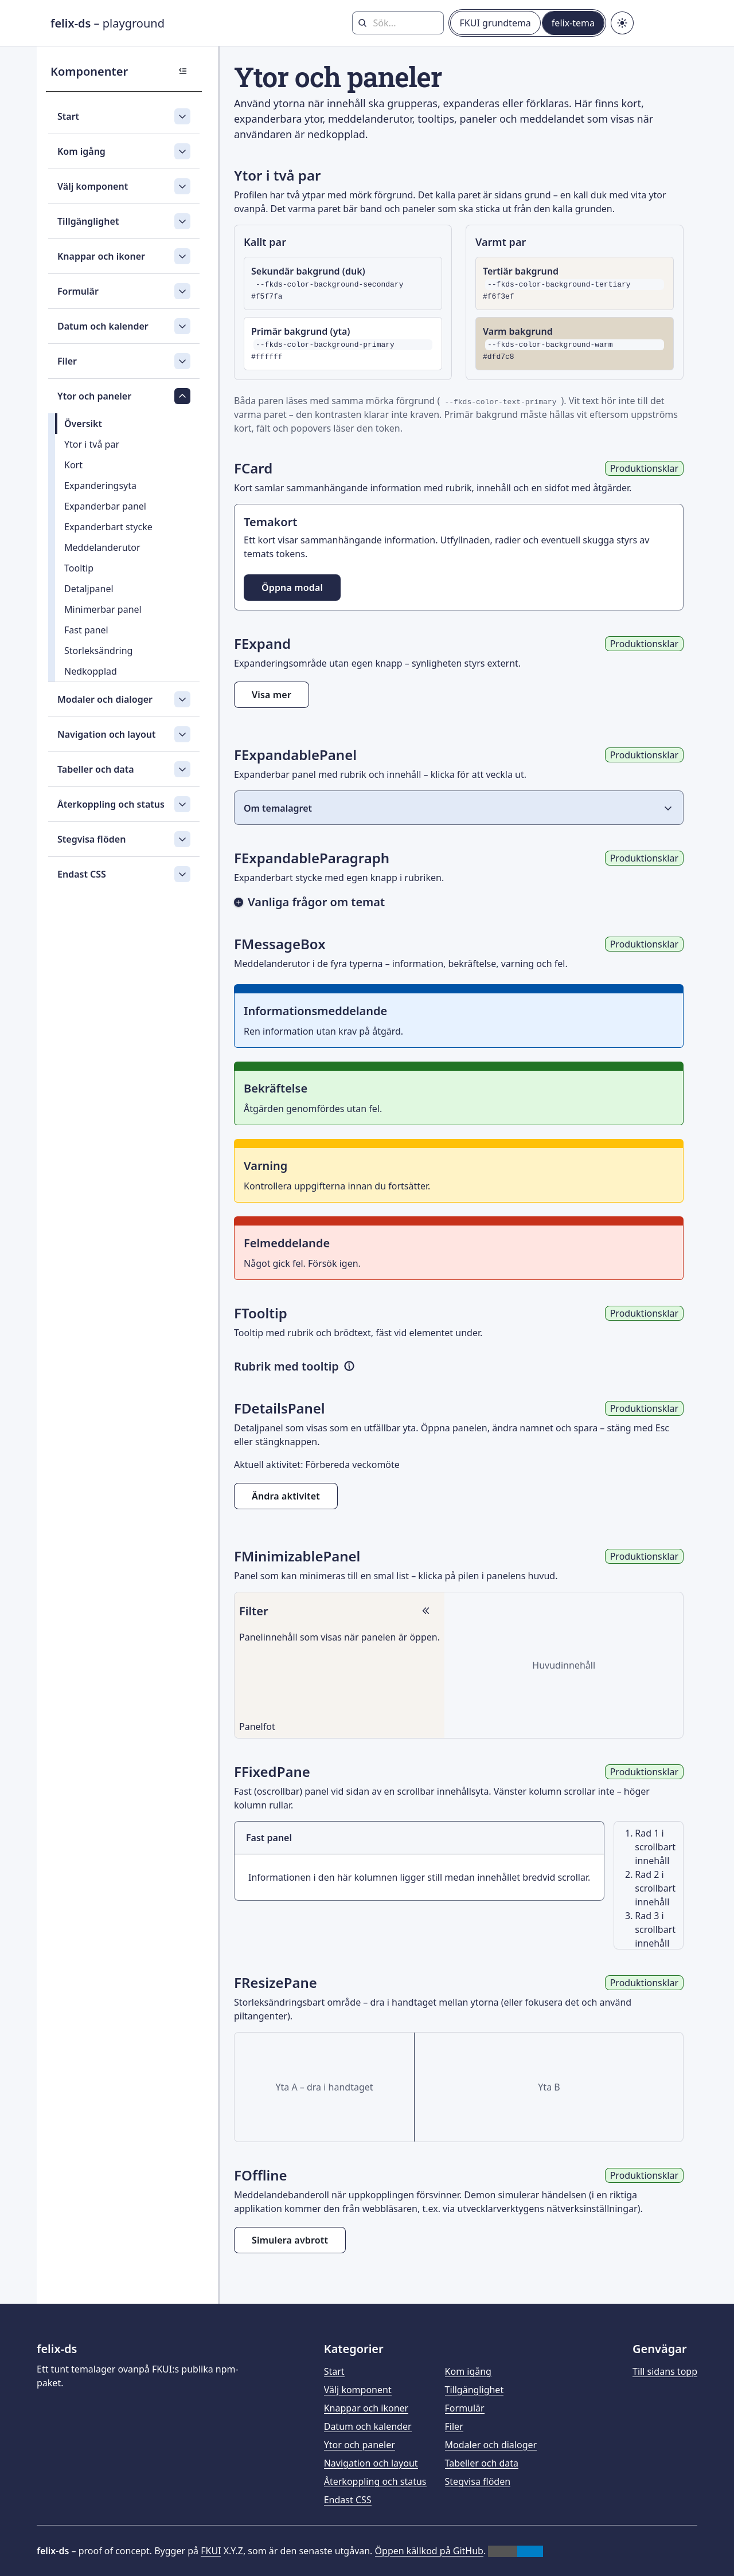 felix-ds – playground
Sök...
FKUI grundtema
felix-tema
Komponenter
Start
Kom igång
Välj komponent
Tillgänglighet
Knappar och ikoner
Formulär
Datum och kalender
Filer
Ytor och paneler
Översikt
Ytor i två par
Kort
Expanderingsyta
Expanderbar panel
Expanderbart stycke
Meddelanderutor
Tooltip
Detaljpanel
Minimerbar panel
Fast panel
Storleksändring
Nedkopplad
Modaler och dialoger
Navigation och layout
Tabeller och data
Återkoppling och status
Stegvisa flöden
Endast CSS
Ytor och paneler
Använd ytorna när innehåll ska grupperas, expanderas eller förklaras. Här finns kort,
expanderbara ytor, meddelanderutor, tooltips, paneler och meddelandet som visas när
användaren är nedkopplad.
Ytor i två par
Profilen har två ytpar med mörk förgrund. Det kalla paret är sidans grund – en kall duk med vita ytor
ovanpå. Det varma paret bär band och paneler som ska sticka ut från den kalla grunden.
Kallt par
Sekundär bakgrund (duk)
--fkds-color-background-secondary
#f5f7fa
Primär bakgrund (yta)
--fkds-color-background-primary
#ffffff
Varmt par
Tertiär bakgrund
--fkds-color-background-tertiary
#f6f3ef
Varm bakgrund
--fkds-color-background-warm
#dfd7c8
Båda paren läses med samma mörka förgrund ( --fkds-color-text-primary ). Vit text hör inte till det
varma paret – den kontrasten klarar inte kraven. Primär bakgrund måste hållas vit eftersom uppströms
kort, fält och popovers läser den token.
FCard
Produktionsklar
Kort samlar sammanhängande information med rubrik, innehåll och en sidfot med åtgärder.
Temakort
Ett kort visar sammanhängande information. Utfyllnaden, radier och eventuell skugga styrs av
temats tokens.
Öppna modal
FExpand
Produktionsklar
Expanderingsområde utan egen knapp – synligheten styrs externt.
Visa mer
FExpandablePanel
Produktionsklar
Expanderbar panel med rubrik och innehåll – klicka för att veckla ut.
Om temalagret
FExpandableParagraph
Produktionsklar
Expanderbart stycke med egen knapp i rubriken.
Vanliga frågor om temat
FMessageBox
Produktionsklar
Meddelanderutor i de fyra typerna – information, bekräftelse, varning och fel.
Informationsmeddelande
Ren information utan krav på åtgärd.
Bekräftelse
Åtgärden genomfördes utan fel.
Varning
Kontrollera uppgifterna innan du fortsätter.
Felmeddelande
Något gick fel. Försök igen.
FTooltip
Produktionsklar
Tooltip med rubrik och brödtext, fäst vid elementet under.
Rubrik med tooltip
FDetailsPanel
Produktionsklar
Detaljpanel som visas som en utfällbar yta. Öppna panelen, ändra namnet och spara – stäng med Esc
eller stängknappen.
Aktuell aktivitet: Förbereda veckomöte
Ändra aktivitet
FMinimizablePanel
Produktionsklar
Panel som kan minimeras till en smal list – klicka på pilen i panelens huvud.
Filter
Panelinnehåll som visas när panelen är öppen.
Panelfot
Huvudinnehåll
FFixedPane
Produktionsklar
Fast (oscrollbar) panel vid sidan av en scrollbar innehållsyta. Vänster kolumn scrollar inte – höger
kolumn rullar.
Fast panel
Informationen i den här kolumnen ligger still medan innehållet bredvid scrollar.
1. Rad 1 i
scrollbart
innehåll
2. Rad 2 i
scrollbart
innehåll
3. Rad 3 i
scrollbart
innehåll
FResizePane
Produktionsklar
Storleksändringsbart område – dra i handtaget mellan ytorna (eller fokusera det och använd
piltangenter).
Yta A – dra i handtaget
Yta B
FOffline
Produktionsklar
Meddelandebanderoll när uppkopplingen försvinner. Demon simulerar händelsen (i en riktig
applikation kommer den från webbläsaren, t.ex. via utvecklarverktygens nätverksinställningar).
Simulera avbrott
felix-ds
Ett tunt temalager ovanpå FKUI:s publika npm-
paket.
Kategorier
Start
Kom igång
Välj komponent
Tillgänglighet
Knappar och ikoner
Formulär
Datum och kalender
Filer
Ytor och paneler
Modaler och dialoger
Navigation och layout
Tabeller och data
Återkoppling och status
Stegvisa flöden
Endast CSS
Genvägar
Till sidans topp
felix-ds – proof of concept. Bygger på FKUI X.Y.Z, som är den senaste utgåvan. Öppen källkod på GitHub.